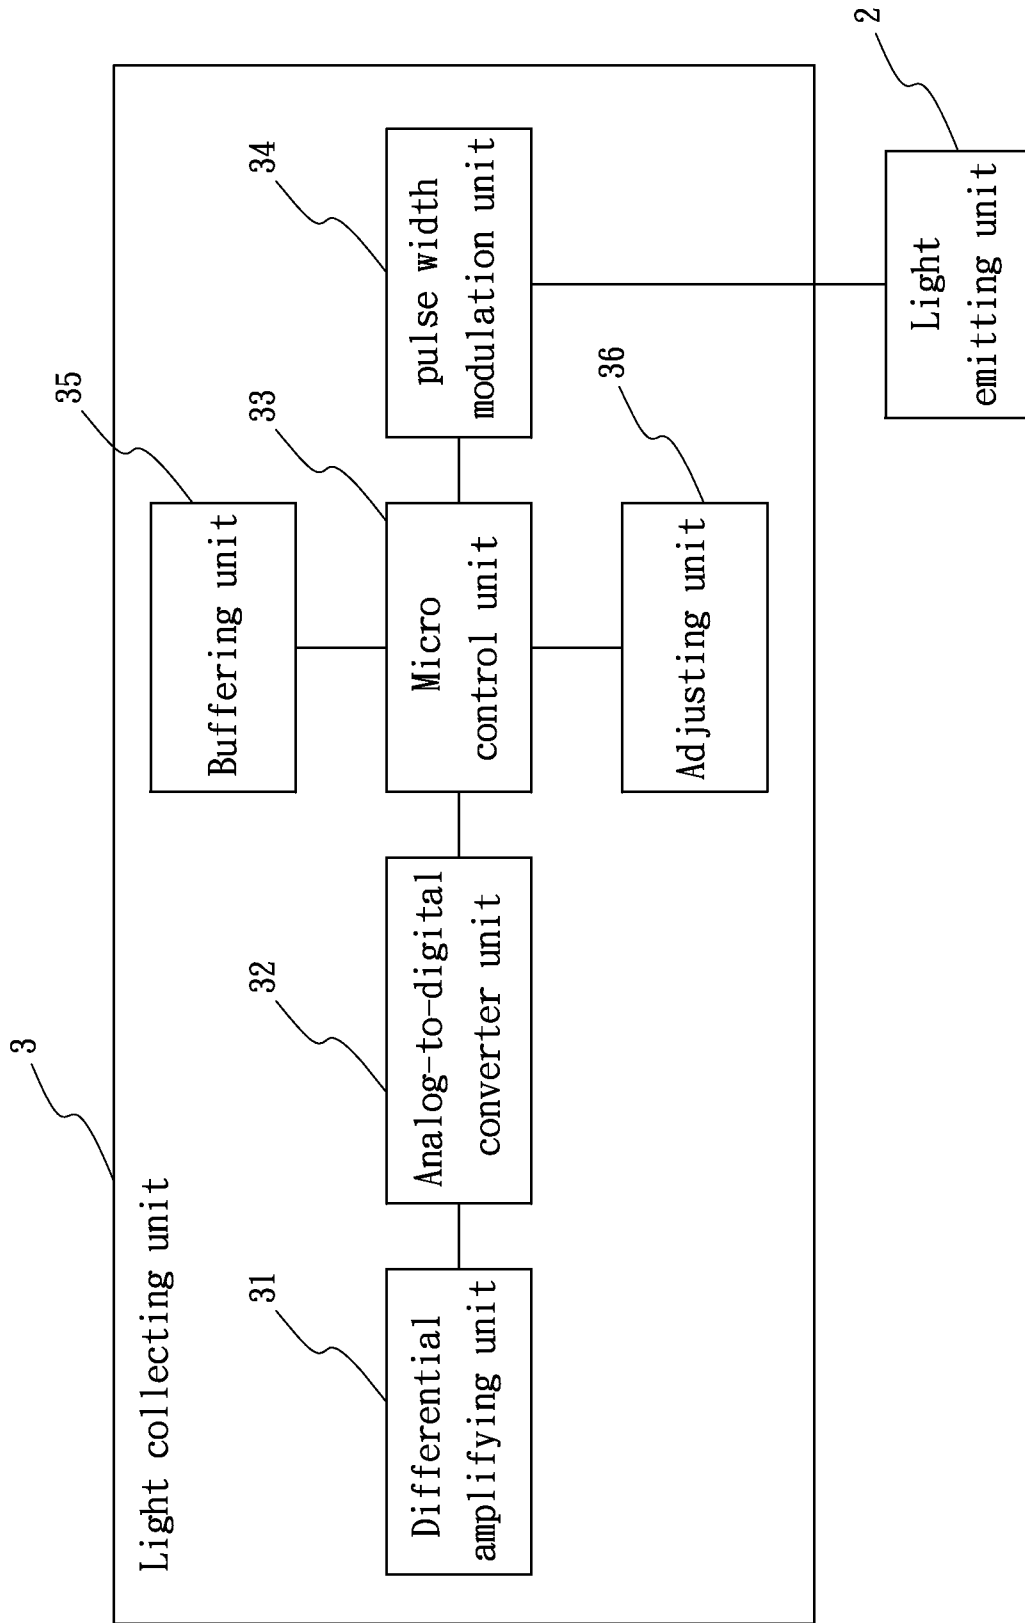 3
Light collecting unit
35
Buffering unit
31
Differential
amplifying unit
32
Analog-to-digital
converter unit
33
Micro
control unit
34
pulse width
modulation unit
36
Adjusting unit
2
Light
emitting unit